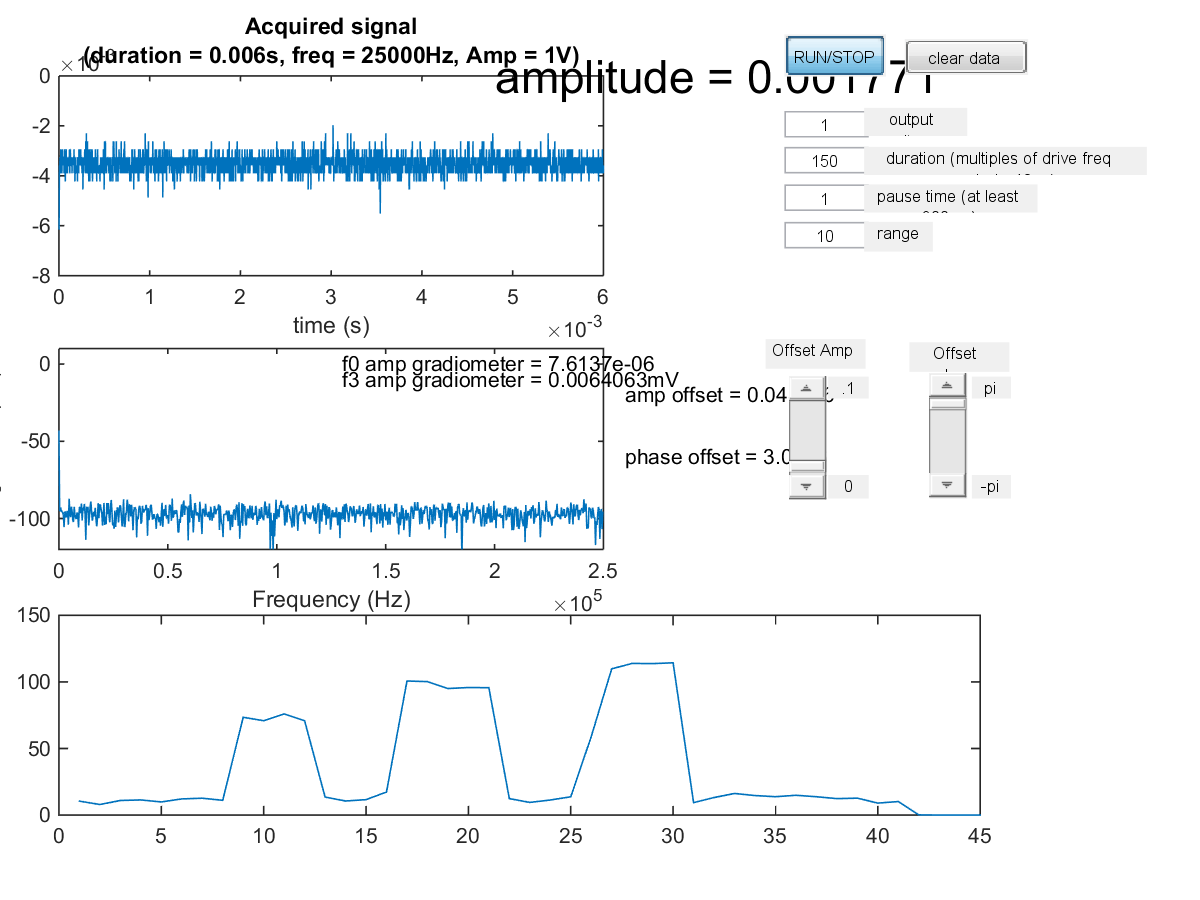 Acquired signal
(duration = 0.006s, freq = 25000Hz, Amp = 1V)
×10
amplitude = 0.001771
RUN/STOP
clear data
0
-2
-4
-6
-8
0 1 2 3 4 5 6
time (s)
×10-3
1 output
150 duration (multiples of drive freq
1 pause time (at least
10 range
f0 amp gradiometer = 7.6137e-06
f3 amp gradiometer = 0.0064063mV
0
-50
-100
0 0.5 1 1.5 2 2.5
Frequency (Hz)
×105
amp offset = 0.04
phase offset = 3.0
Offset Amp
.1
0
Offset
pi
-pi
150
100
50
0
0 5 10 15 20 25 30 35 40 45